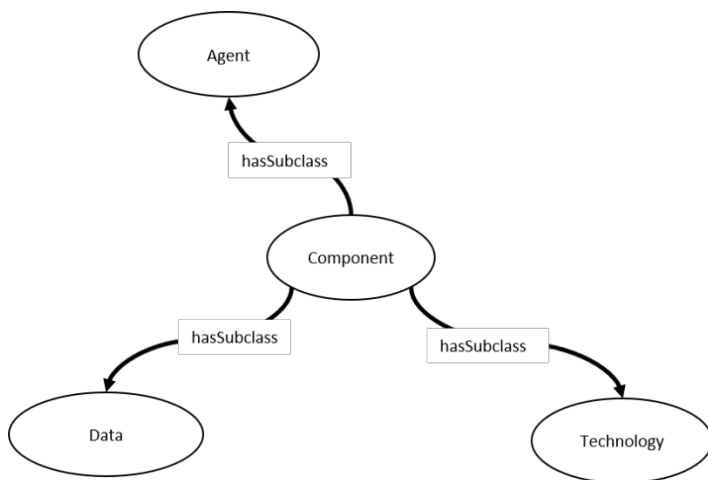 Agent
hasSubclass
Component
hasSubclass
hasSubclass
Data
Technology